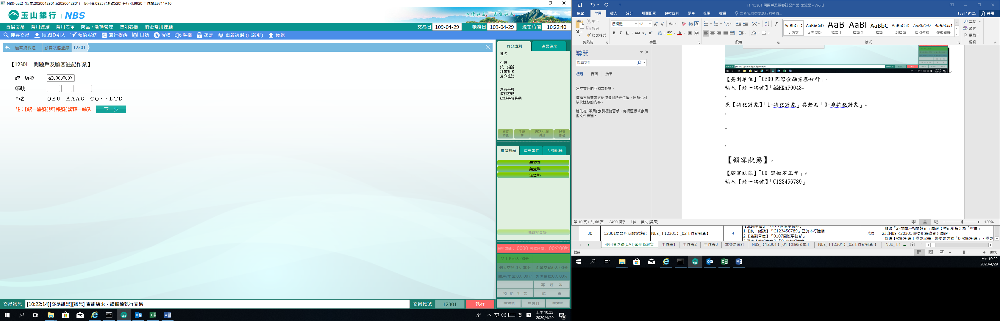 NBS-uat2 (版本:2020042801.b2020042801) 使用者:08257(測試520) 分行別:9920 工作站:L9711A10
玉山銀行 | NBS
心清如玉 義重如山
自選交易 常用連結 常用表單 商品/活動管理 智能客服 消金常用連結
交易日 109-04-29 帳務日 109-04-29 現在時間 10:22:40
搜尋交易 帳號ID引入 預約服務 蒞行提醒 日誌 授權 廣播 鎖定 重啟週邊(已啟動) 簽退
顧客資料建.. 顧客狀態登錄 12301
【12301 問題戶及顧客註記作業】
統一編號 &C00000007
帳號
戶名 OBU AAAG CO.,LTD
註:[統一編號]與[帳號]請擇一輸入 下一步
身分識別 產品往來
姓名
生日
統一編號
理專姓名
身分註記
注意事項
簡訊密碼
近期事故異動
顧客資訊 手續費 通路/共同行銷 顧客影像
推薦商品 重要事件 互動記錄
無資料
無資料
無資料
一般轉介登錄
服務號碼: 0000 等候時間: 00分00秒
VIP:0人 00分
個人交易:0人 00分 企業交易:0人 00分
開戶/申請:0人 00分 外匯業務:0人 00分
再 呼 叫
預 約 叫 號 結 束
無資料 無資料 無資料
交易訊息 [10:22:14][交易訊息][訊息] 查詢結束,請繼續執行交易 交易代號 12301 執行
英 上午 10:22
2020/4/29
4
F1_12301 問題戶及顧客註記作業_尤淑姬 - Word
檔案 常用 插入 設計 版面配置 參考資料 郵件 校閱 檢視 告訴我您想要執行的動作... TEST19125 共用
貼上 剪下 複製 複製格式
剪貼簿
標楷體 12
字型
段落
AaBbCcD AaBbCcD AaB AaBl AaBbC AaBbCcD AaBbCcD AaBbCcD
內文 無間距 標題 1 標題 2 標題 副標題 區別強調 強調斜體
樣式
尋找
取代
選取
編輯
導覽
搜尋文件
標題 頁面 結果
建立文件的互動式外框。
這種方法非常方便您追蹤所在位置,同時也可以快速移動內容。
請先從 [常用] 索引標籤著手,將標題樣式套用至文件標題。
【簽到單位】「0200 國際金融業務分行」
輸入【統一編號】「&&HKAP0043
原【特記對象】「1-特記對象」異動為「0-非特記對象」
【顧客狀態】
【顧客狀態】「00-疑似不正常」
輸入【統一編號】「C123456789」
第 10 頁,共 68 頁 2490 個字 英文 (美國) 120%
30 12301問題戶及顧客註記 NBS_【12301】_02【特記對象】 4
【簽到單位】「0107國際事務部」
1.【統一編號】「C123456789」已於本行建檔
2.【簽到單位】「0107國際事務部」
成功
點選「2-問題戶相關註記」驗證【特記對象】為「空白」
2.以NBS《20301 變更紀錄查詢》驗證,
新增【特記對象】變更紀錄,變更前內容「0-特記對象」,變更
使用者測試(UAT)案例&報告 工作表1 工作表2 工作表3 本交易統計 NBS_【12301】_01【制裁名單】 NBS_【12301】_02【特記對象 】 NBS_【1 ...
就緒 80%
上午 10:22
2020/4/29